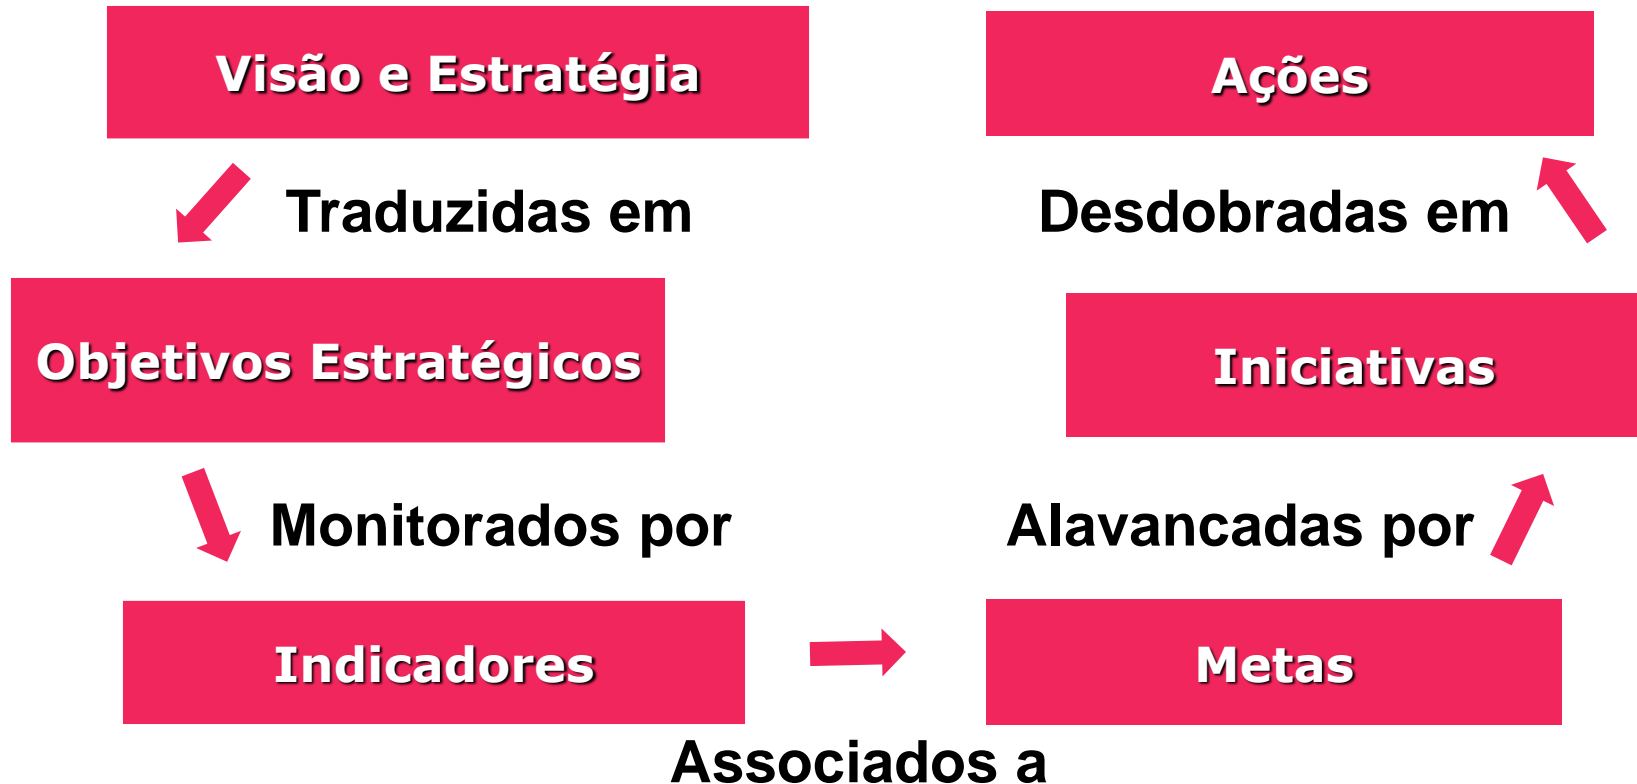 Visão e Estratégia
Traduzidas em
Objetivos Estratégicos
Monitorados por
Indicadores
Associados a
Metas
Alavancadas por
Iniciativas
Desdobradas em
Ações